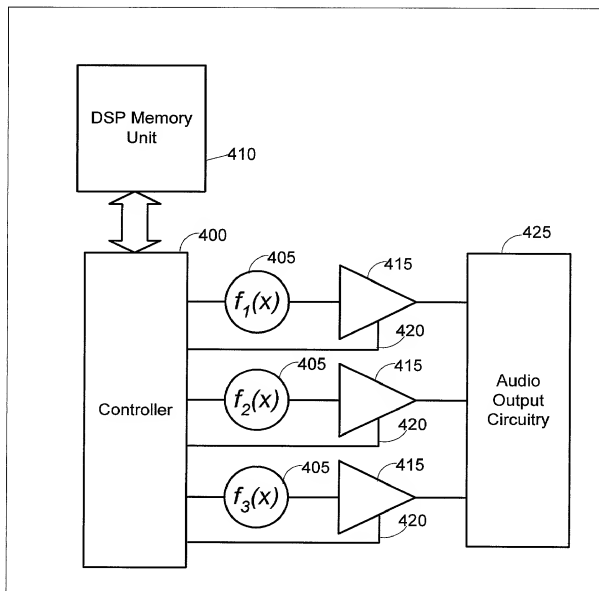 DSP Memory
Unit
410
400
425
405
415
f1(x)
420
405
415
Controller
f2(x)
Audio
Output
Circuitry
420
405
415
f3(x)
420